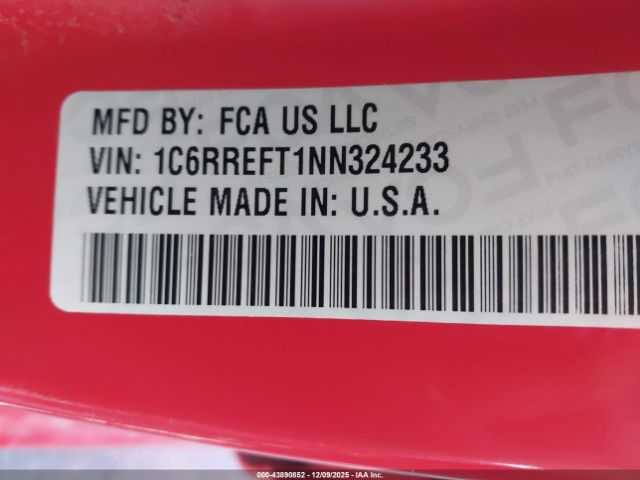 MFD BY: FCA US LLC
VIN: 1C6RREFT1NN324233
VEHICLE MADE IN: U.S.A.
000-43890852 - 12/09/2025 - IAA, Inc.